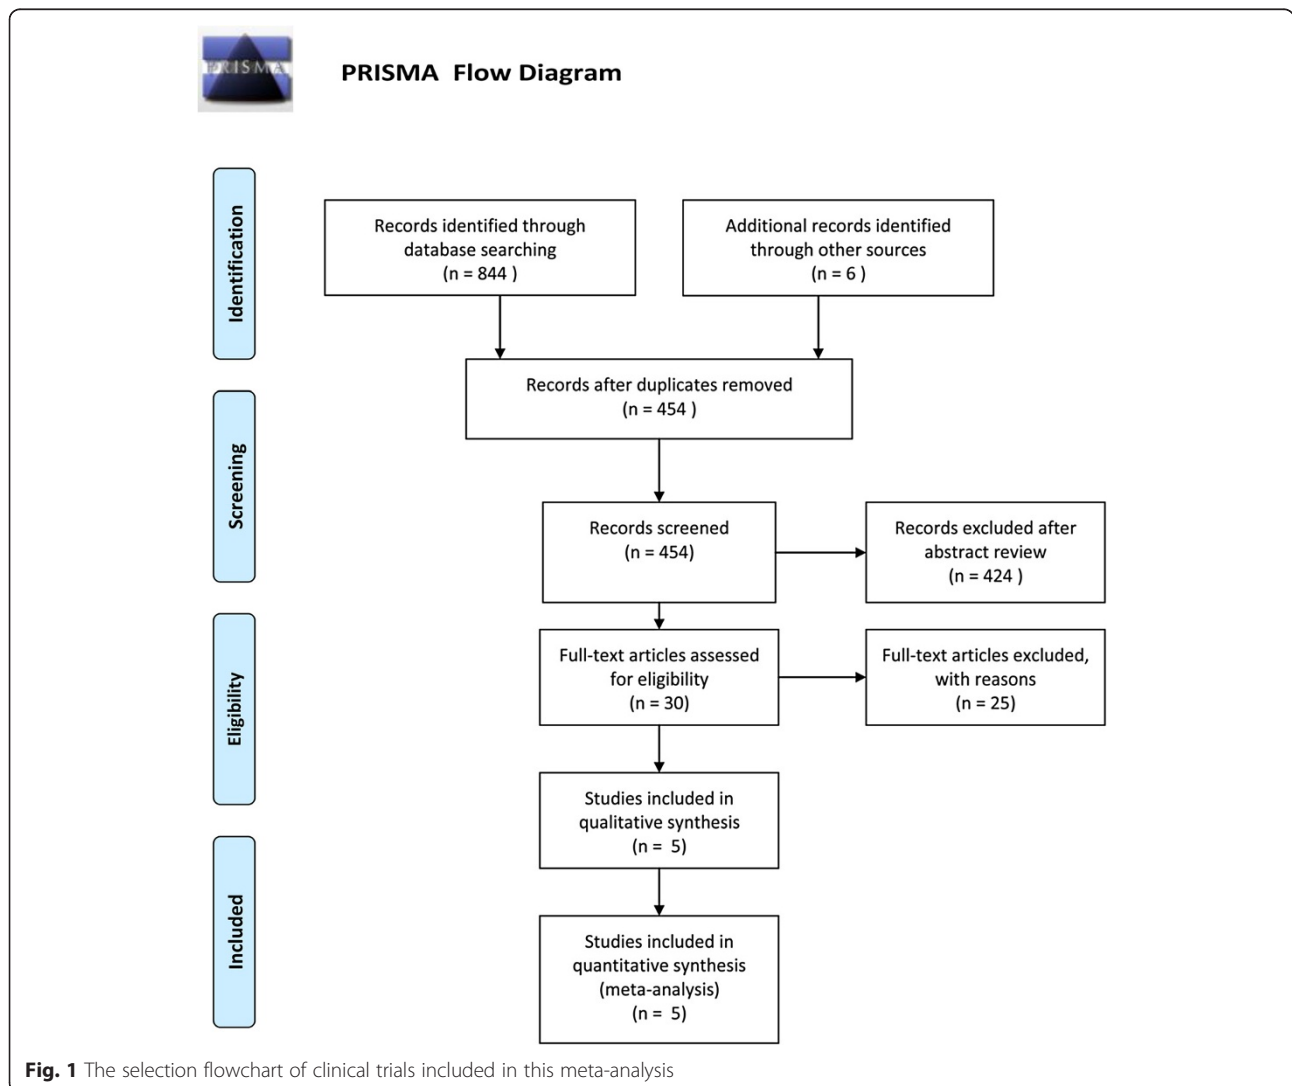 PRISMA
PRISMA Flow Diagram
Identification
Records identified through
database searching
(n = 844 )
Additional records identified
through other sources
(n = 6 )
Records after duplicates removed
(n = 454 )
Screening
Records screened
(n = 454)
Records excluded after
abstract review
(n = 424 )
Eligibility
Full-text articles assessed
for eligibility
(n = 30)
Full-text articles excluded,
with reasons
(n = 25)
Studies included in
qualitative synthesis
(n = 5)
Included
Studies included in
quantitative synthesis
(meta-analysis)
(n = 5)
Fig. 1 The selection flowchart of clinical trials included in this meta-analysis